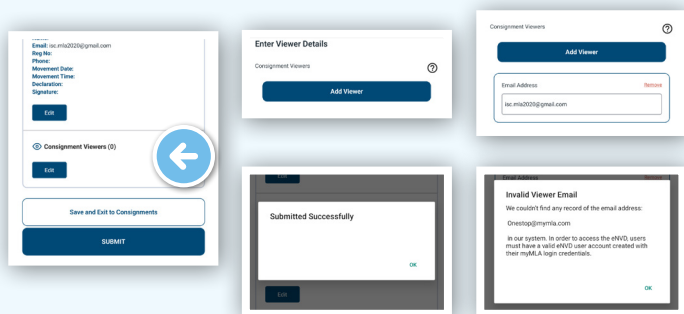 Email: isc.mla2020@gmail.com
Reg No:
Phone:
Movement Date:
Movement Time:
Declaration:
Signature:
Edit
Consignment Viewers (0)
Edit
Save and Exit to Consignments
SUBMIT
Enter Viewer Details
Consignment Viewers
?
Add Viewer
Consignment Viewers
?
Add Viewer
Email Address Remove
isc.mla2020@gmail.com
Edit
Submitted Successfully
OK
Edit
Email Address Remove
Invalid Viewer Email
We couldn't find any record of the email address:
Onestop@mymla.com
in our system. In order to access the eNVD, users
must have a valid eNVD user account created with
their myMLA login credentials.
OK